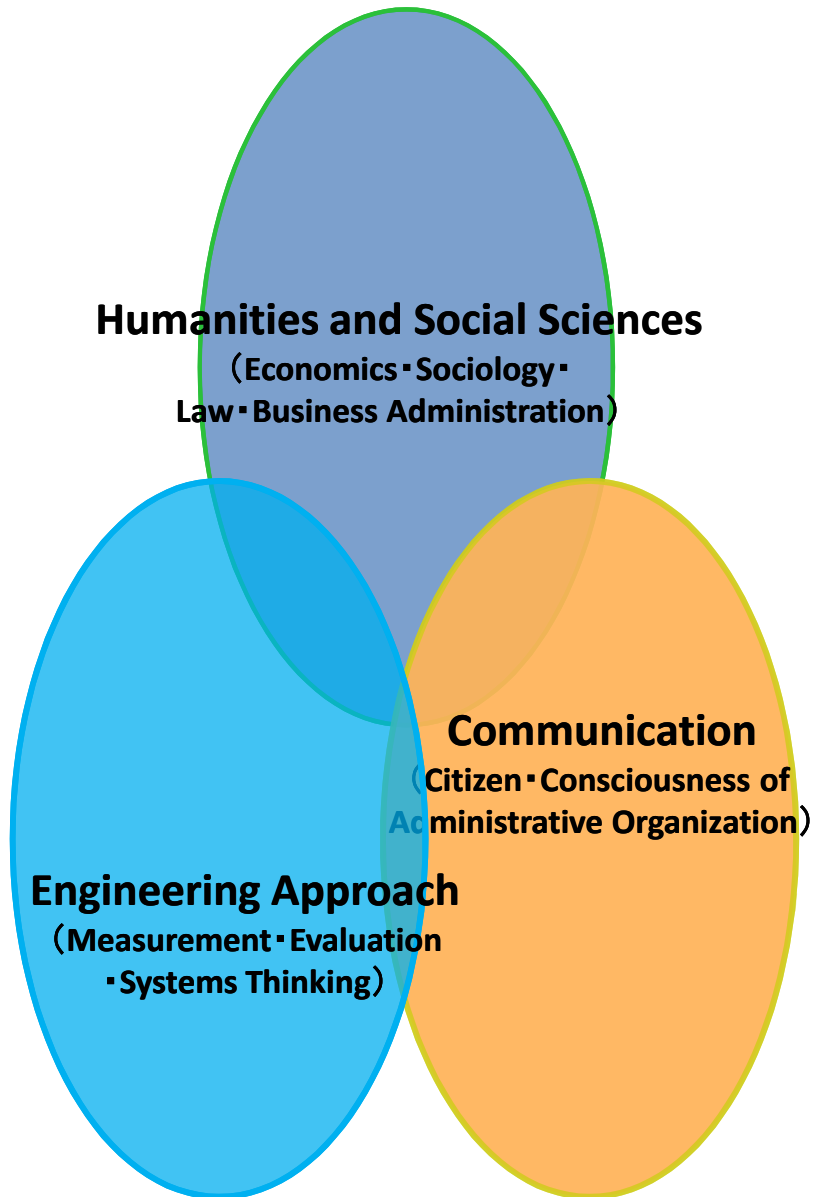 Humanities and Social Sciences
（Economics・Sociology・
Law・Business Administration）
Communication
（Citizen・Consciousness of
Administrative Organization）
Engineering Approach
（Measurement・Evaluation
・Systems Thinking）